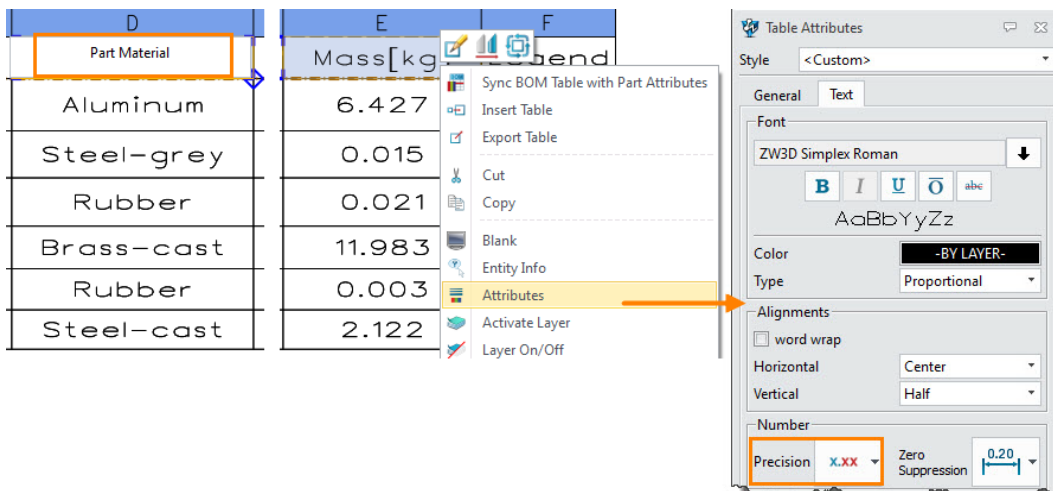 D
Part Material
Aluminum
Steel-grey
Rubber
Brass-cast
Rubber
Steel-cast
E F
Mass[kg
6.427
0.015
0.021
11.983
0.003
2.122
Sync BOM Table with Part Attributes
Insert Table
Export Table
Cut
Copy
Blank
Entity Info
Attributes
Activate Layer
Layer On/Off
Table Attributes
Style <Custom>
General Text
Font
ZW3D Simplex Roman
B I U O abc
AaBbYyZz
Color -BY LAYER-
Type Proportional
Alignments
word wrap
Horizontal Center
Vertical Half
Number
Precision x.xx Zero Suppression 0.20